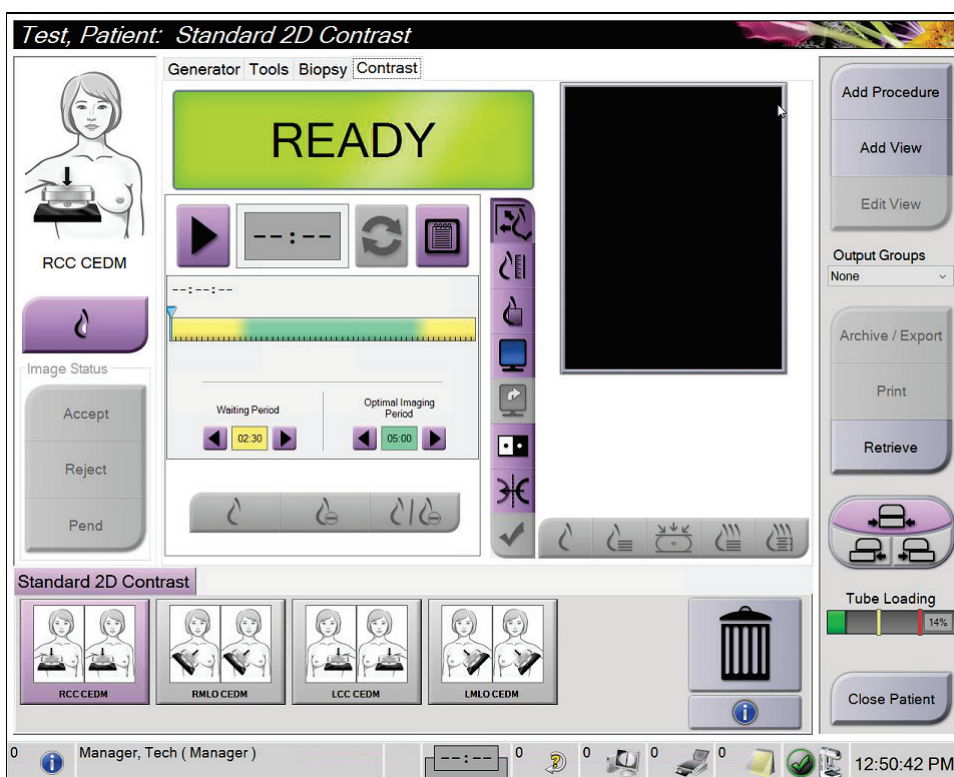 Test, Patient: Standard 2D Contrast
Generator Tools Biopsy Contrast
READY
--:--
--:--:--
Waiting Period
Optimal Imaging
Period
02:30
05:00
RCC CEDM
Image Status
Accept
Reject
Pend
Add Procedure
Add View
Edit View
Output Groups
None
Archive / Export
Print
Retrieve
Tube Loading
14%
Close Patient
Standard 2D Contrast
RCC CEDM
RMLO CEDM
LCC CEDM
LMLO CEDM
0 Manager, Tech ( Manager ) --:-- 0 0 0 0 12:50:42 PM